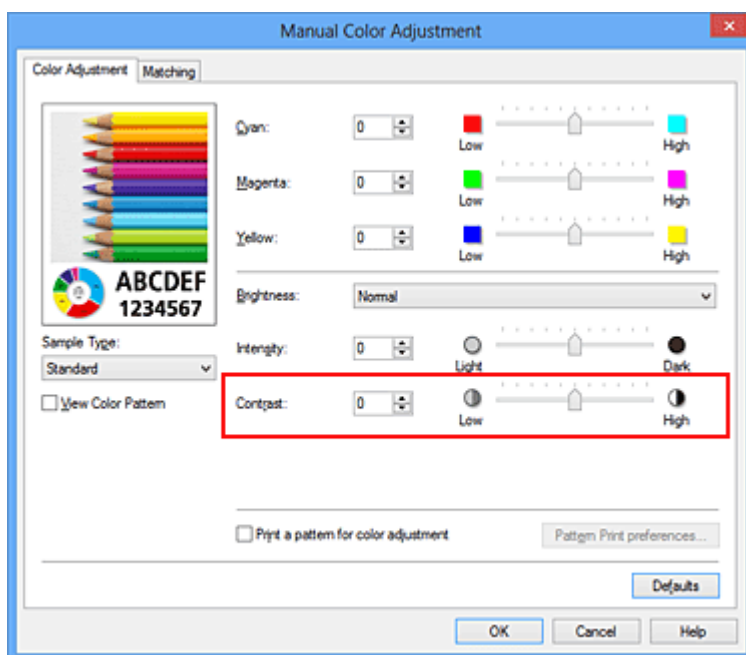 Manual Color Adjustment
Color Adjustment Matching
Cyan: 0 Low High
Magenta: 0 Low High
Yellow: 0 Low High
ABCDEF
1234567
Brightness: Normal
Sample Type:
Standard
Intensity: 0 Light Dark
View Color Pattern
Contrast: 0 Low High
Print a pattern for color adjustment Pattern Print preferences...
Defaults
OK Cancel Help